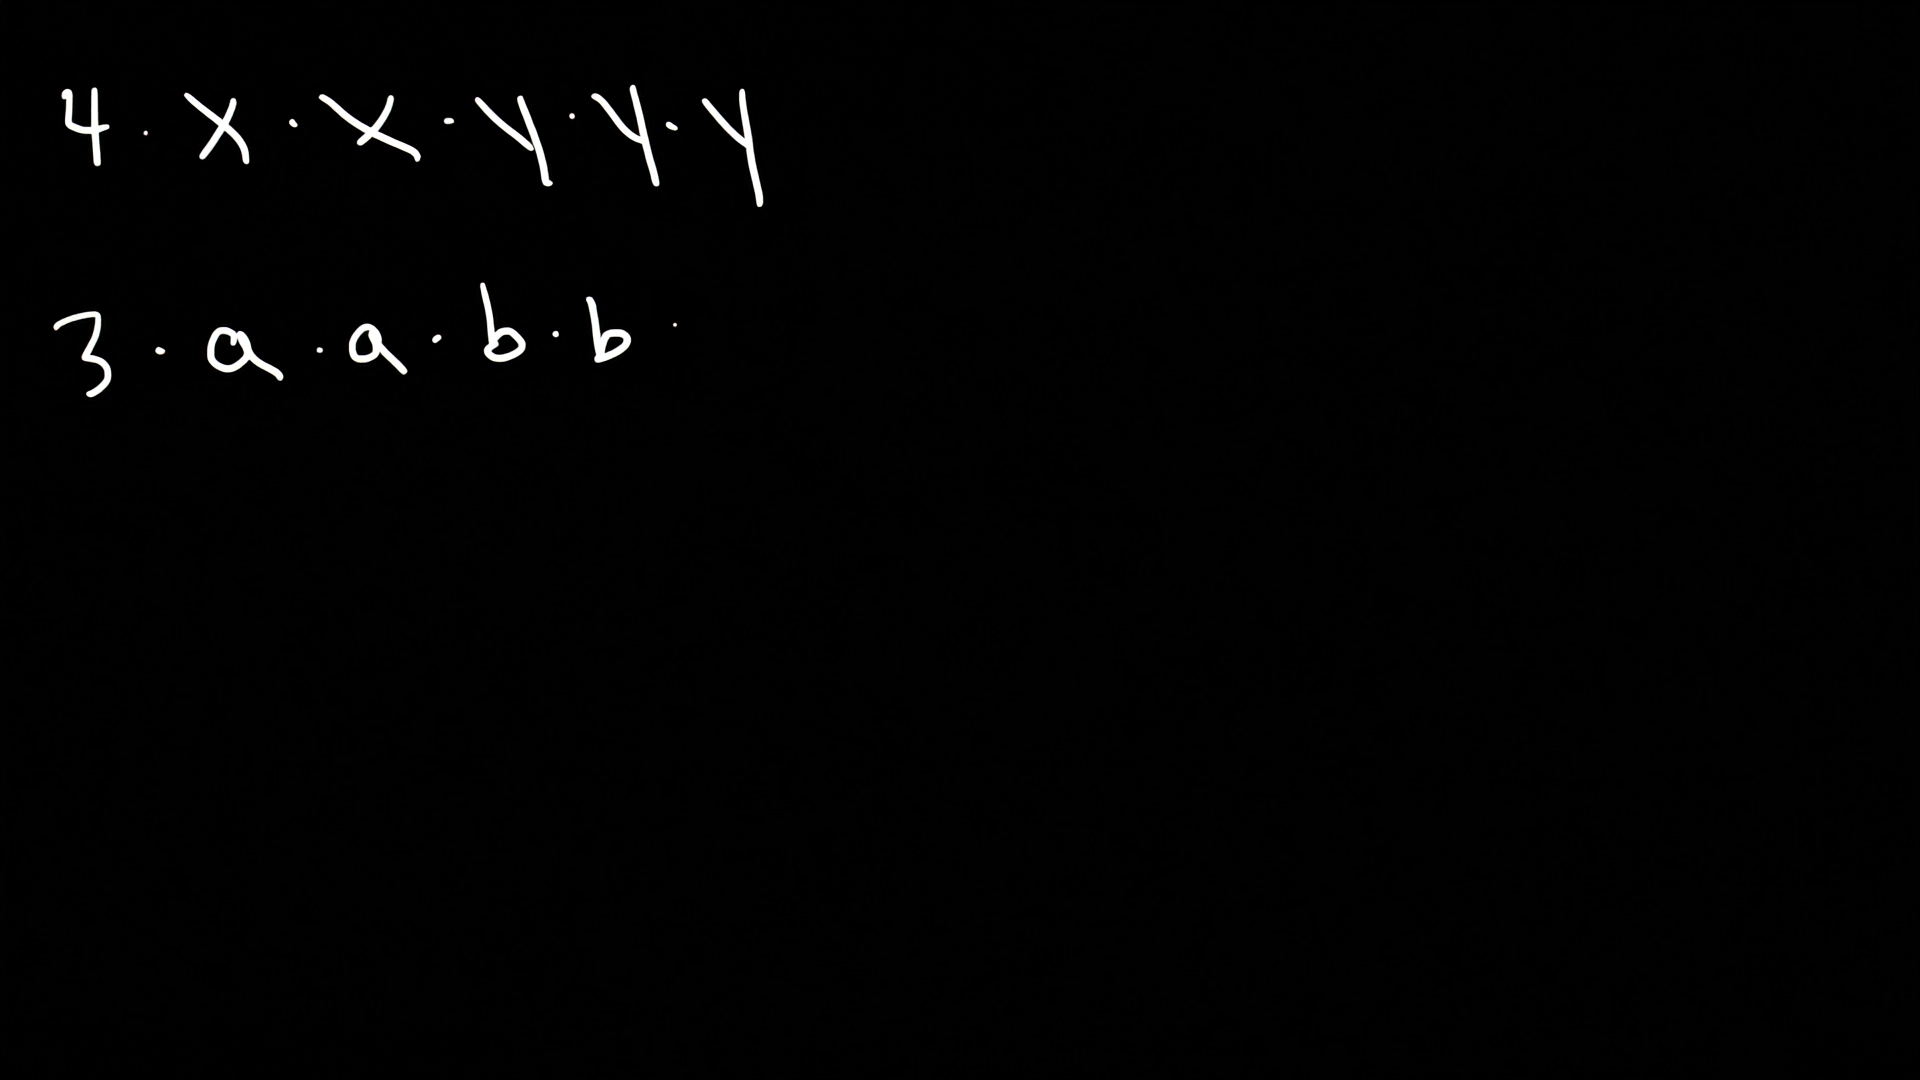 4 · x · x · y · y · y
3 · a · a · b · b ·